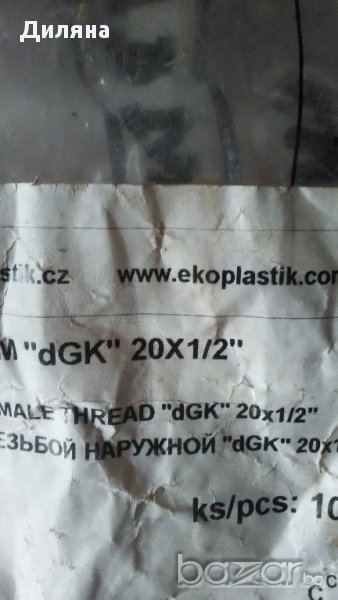 Диляна
stik.cz www.ekoplastik.com
M "dGK" 20X1/2"
MALE THREAD "dGK" 20x1/2"
ЕЗЬБОЙ НАРУЖНОЙ "dGK" 20x1
ks/pcs: 10
bazar.bg